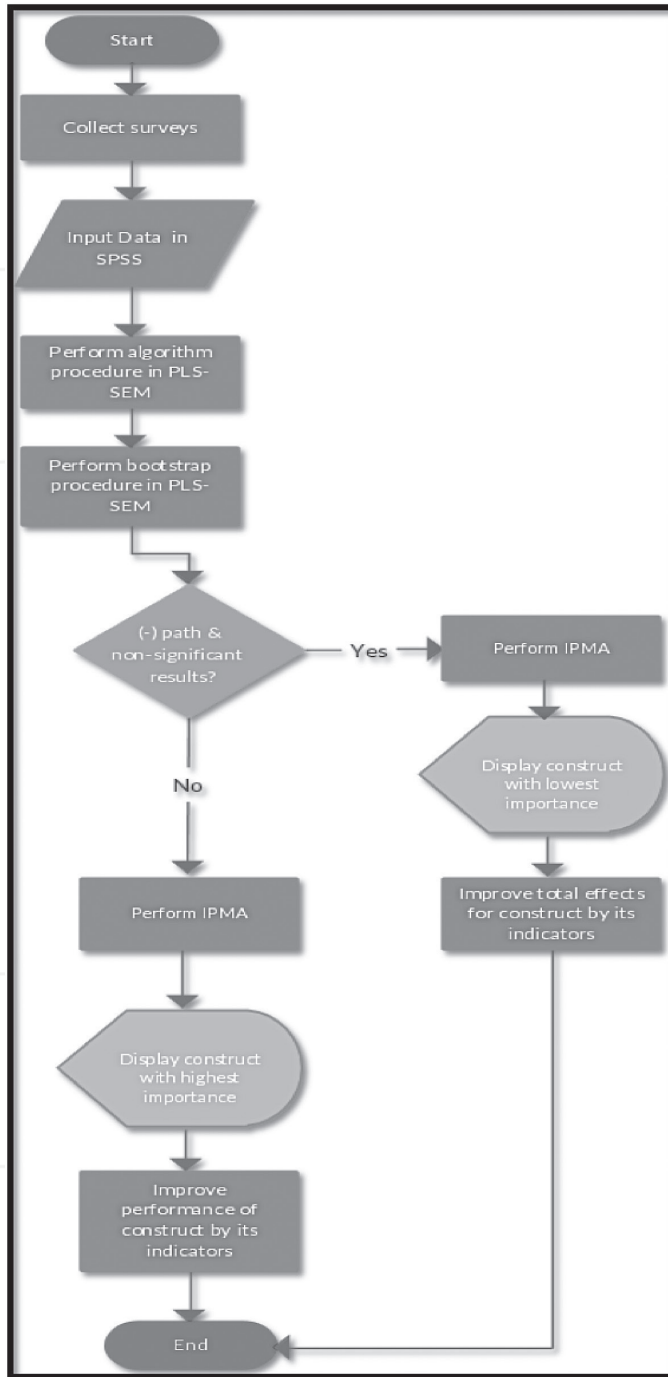 Start
Collect surveys
Input Data in
SPSS
Perform algorithm
procedure in PLS-
SEM
Perform bootstrap
procedure in PLS-
SEM
(-) path &
non-significant
results?
Yes
Perform IPMA
Display construct
with lowest
importance
Improve total effects
for construct by its
indicators
No
Perform IPMA
Display construct
with highest
importance
Improve
performance of
construct by its
indicators
End